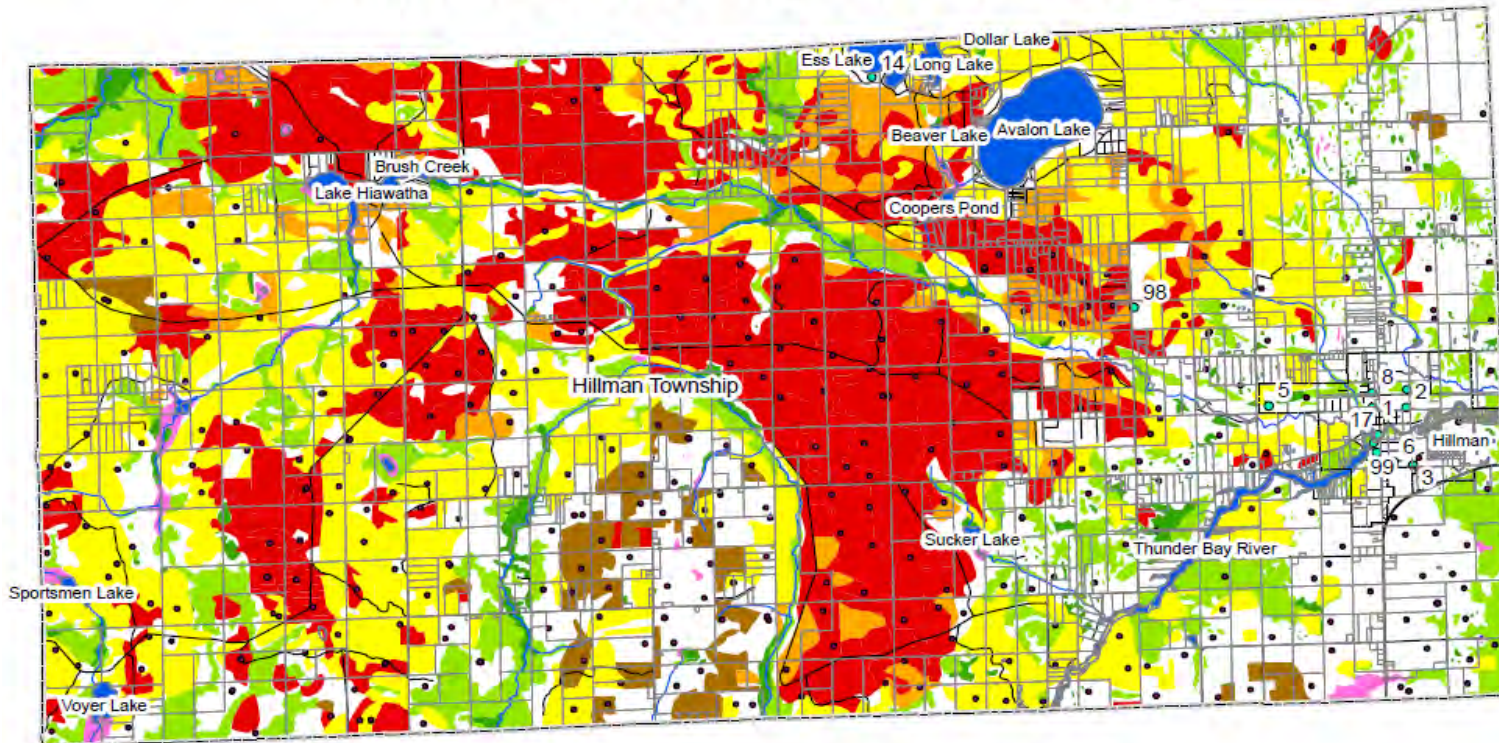 Dollar Lake
Ess Lake
14
Long Lake
Beaver Lake
Avalon Lake
Brush Creek
Lake Hiawatha
Coopers Pond
98
Hillman Township
8
5
2
1
17
6
Hillman
99
3
Sucker Lake
Thunder Bay River
Sportsmen Lake
Voyer Lake